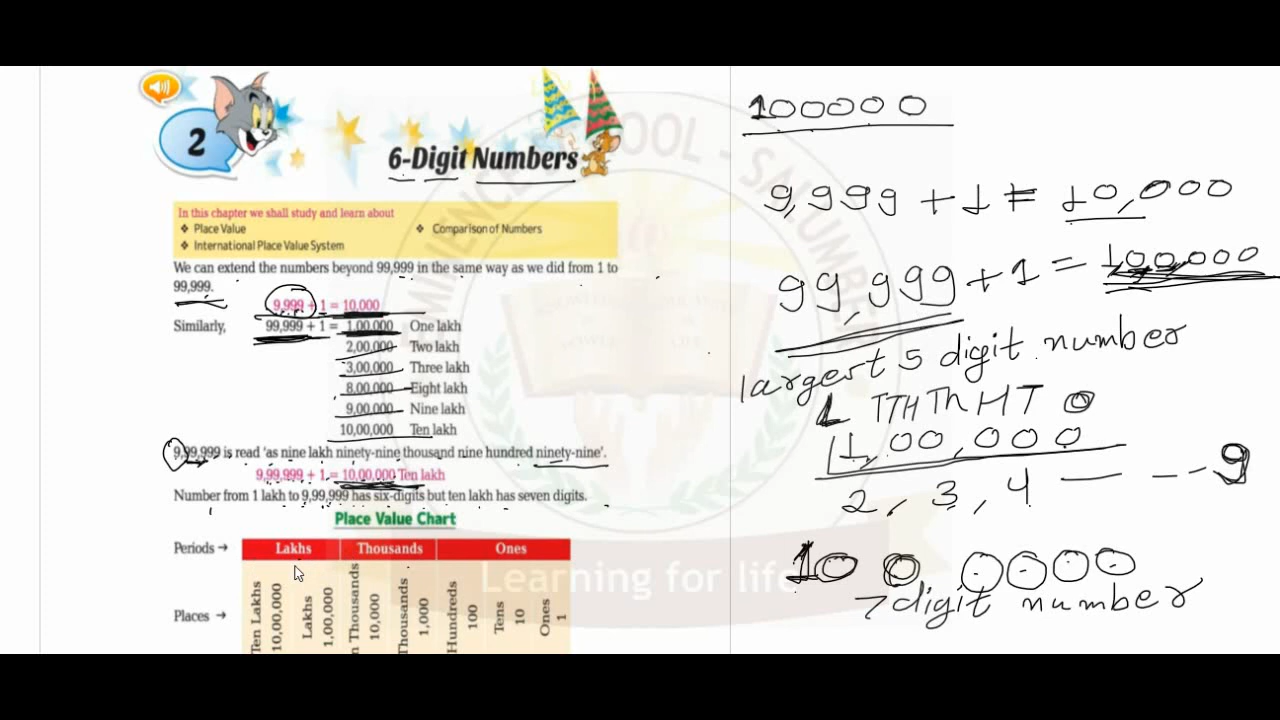 2
6-Digit Numbers
In this chapter we shall study and learn about
❖ Place Value
❖ Comparison of Numbers
❖ International Place Value System
We can extend the numbers beyond 99,999 in the same way as we did from 1 to
99,999.
9,999 + 1 = 10,000
Similarly, 99,999 + 1 = 1,00,000 One lakh
2,00,000 Two lakh
3,00,000 Three lakh
8,00,000 Eight lakh
9,00,000 Nine lakh
10,00,000 Ten lakh
9,99,999 is read 'as nine lakh ninety-nine thousand nine hundred ninety-nine'.
9,99,999 + 1 = 10,00,000 Ten lakh
Number from 1 lakh to 9,99,999 has six-digits but ten lakh has seven digits.
Place Value Chart
Periods → Lakhs Thousands Ones
Places →
Ten Lakhs 10,00,000
Lakhs 1,00,000
n Thousands 10,000
Thousands 1,000
Hundreds 100
Tens 10
Ones 1
100000
9,999 + 1 = 10,000
99,999 + 1 = 100,000
largest 5 digit number
L TTH Th H T O
1,00,000
2, 3, 4 — - - 9
10 0 0000
7 digit number
EMINENCE SCHOOL - SALUMBER
Learning for life